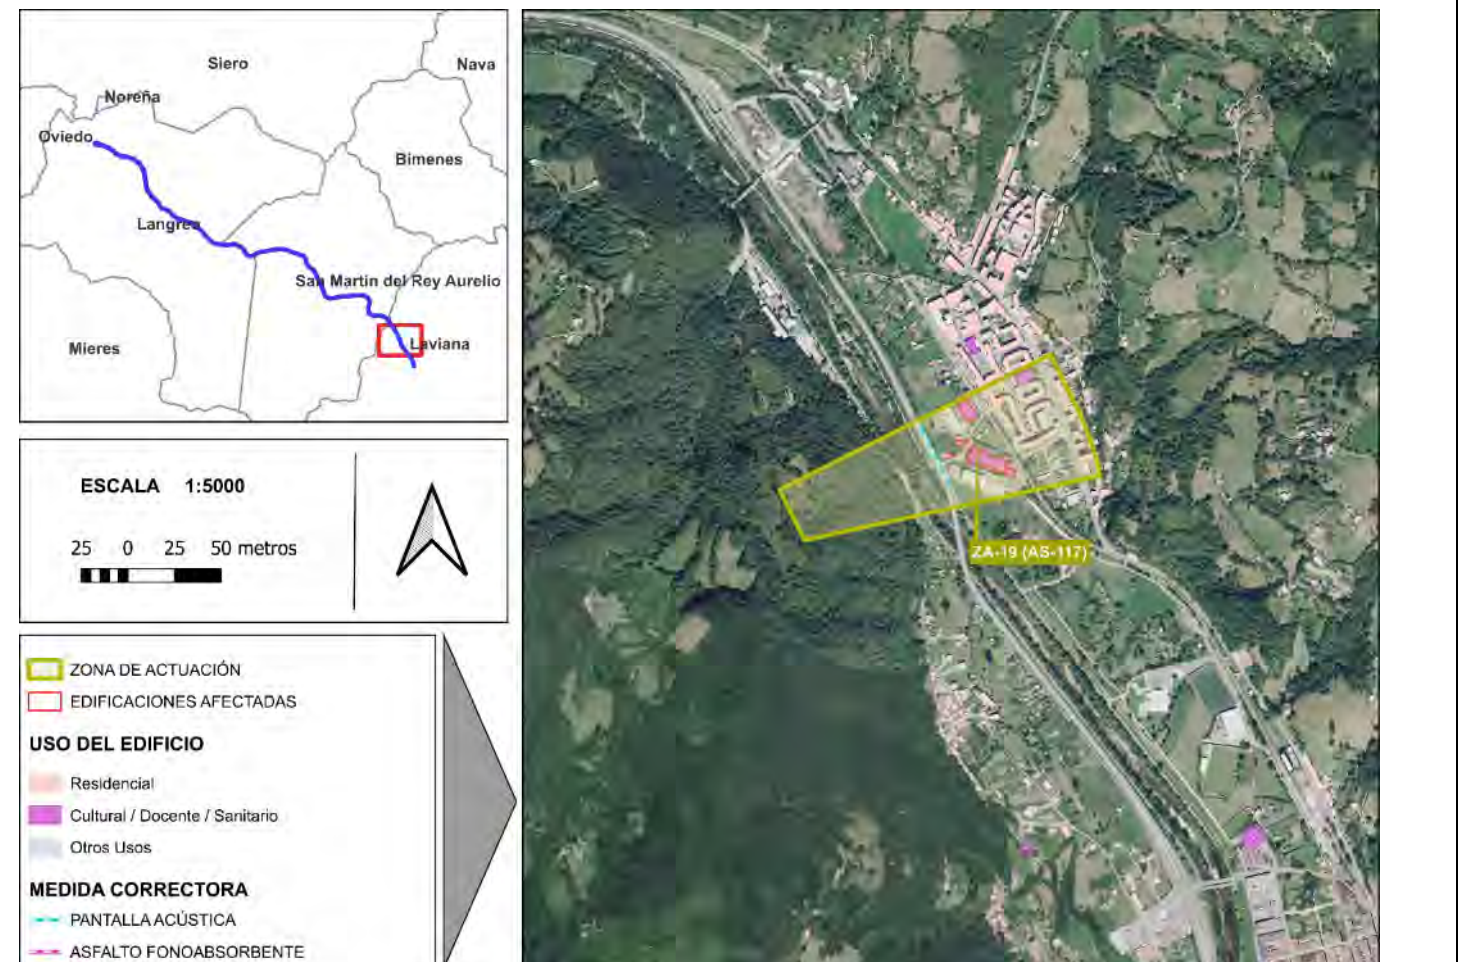 Siero
Nava
Noreña
Oviedo
Bimenes
Langreo
San Martin del Rey Aurelio
Mieres
Laviana
ESCALA 1:5000
25 0 25 50 metros
ZONA DE ACTUACIÓN
EDIFICACIONES AFECTADAS
USO DEL EDIFICIO
Residencial
Cultural / Docente / Sanitario
Otros Usos
MEDIDA CORRECTORA
PANTALLA ACÚSTICA
ASFALTO FONOABSORBENTE
ZA-19 (AS-117)